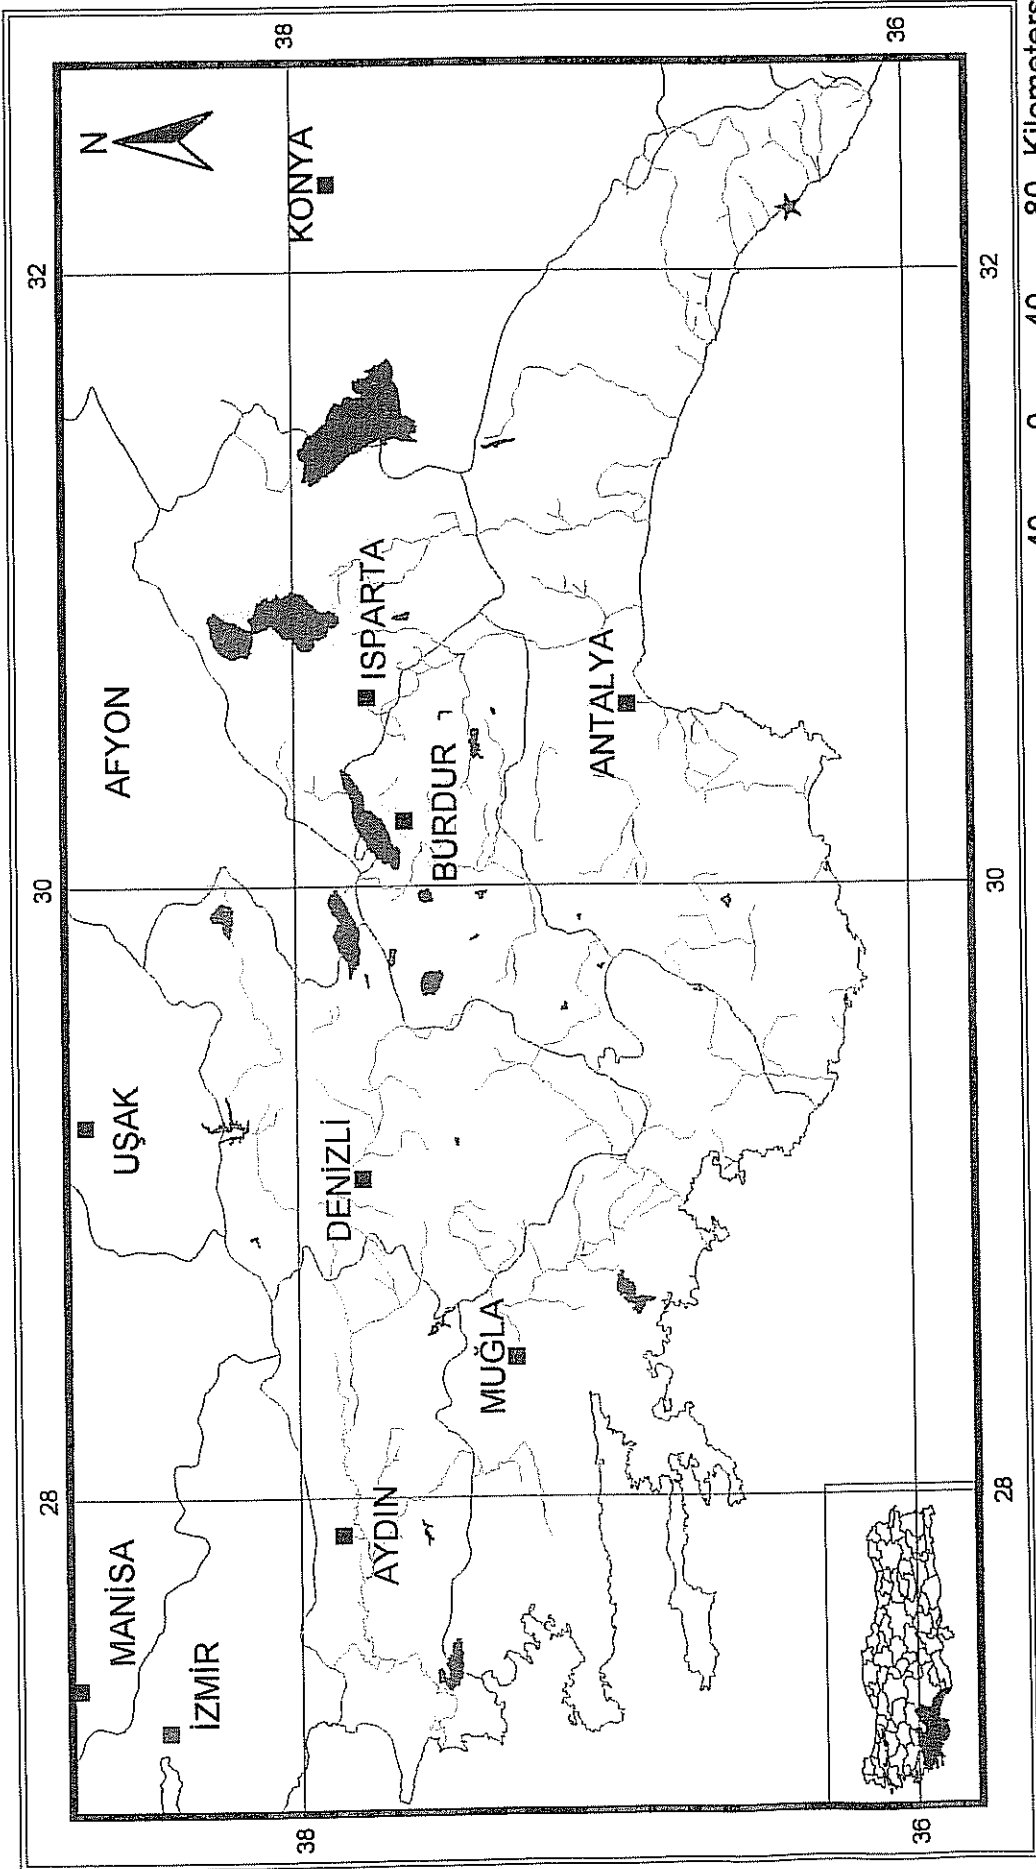 28 30 32
N
MANİSA
UŞAK
AFYON
İZMİR
38
38
KONYA
DENİZLİ
ISPARTA
AYDIN
BURDUR
MUĞLA
ANTALYA
36
36
28 30 32
40 0 40 80 Kilometers